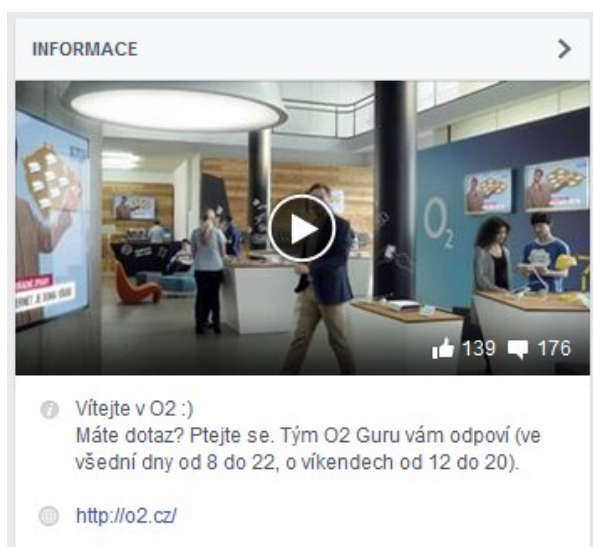 INFORMACE
O2
139 176
Vítejte v O2 :)
Máte dotaz? Ptejte se. Tým O2 Guru vám odpoví (ve
všední dny od 8 do 22, o víkendech od 12 do 20).
http://o2.cz/